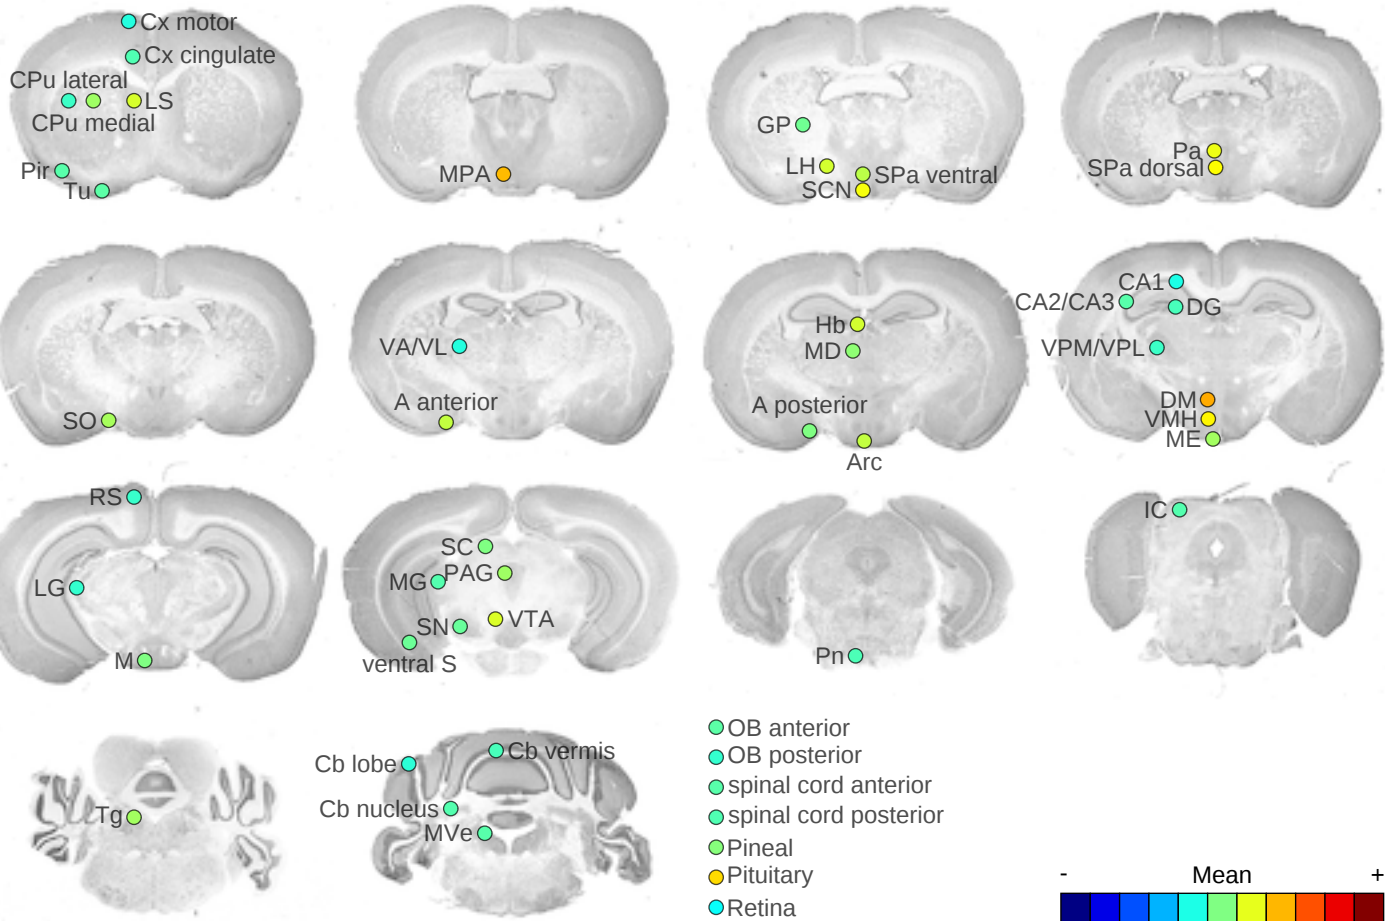 Cx motor
Cx cingulate
CPu lateral
LS
CPu medial
Pir
Tu
MPA
GP
LH
SPa ventral
SCN
Pa
SPa dorsal
SO
VA/VL
A anterior
Hb
MD
A posterior
Arc
CA1
CA2/CA3
DG
VPM/VPL
DM
VMH
ME
RS
LG
M
SC
PAG
MG
VTA
SN
ventral S
Pn
IC
Tg
Cb vermis
Cb lobe
Cb nucleus
MVe
OB anterior
OB posterior
spinal cord anterior
spinal cord posterior
Pineal
Pituitary
Retina
- Mean +